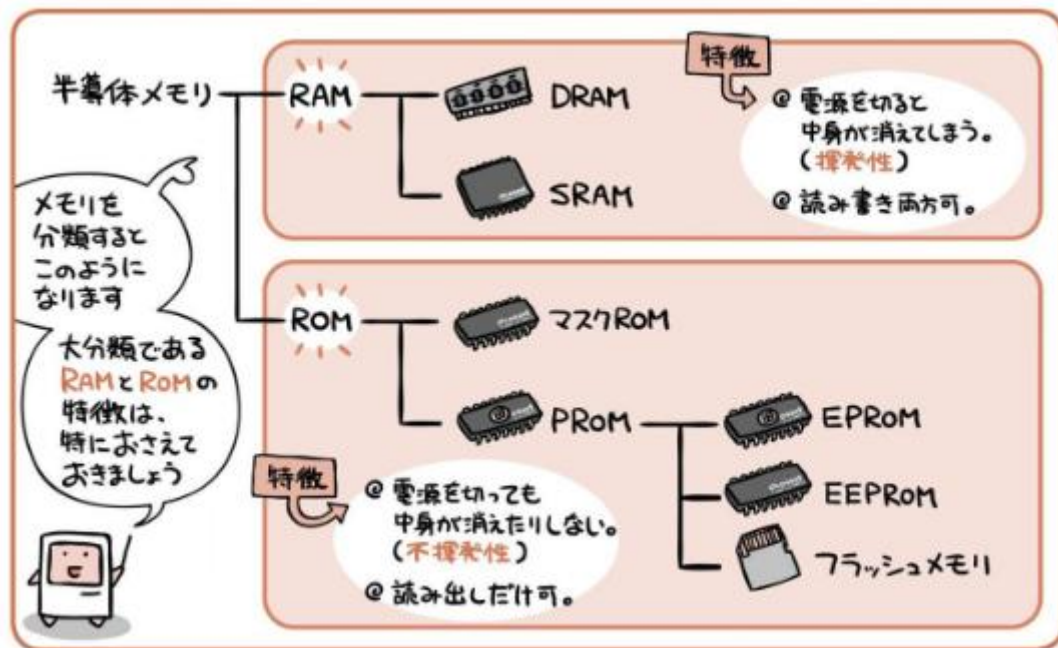 半導体メモリ
RAM
DRAM
SRAM
特徴
@ 電源を切ると
中身が消えてしまう。
(揮発性)
@ 読み書き両方可。
メモリを
分類すると
このように
なります
大分類である
RAMとROMの
特徴は、
特におさえて
おきましょう
ROM
マスクROM
PROM
EPROM
EEPROM
フラッシュメモリ
特徴
@ 電源を切っても
中身が消えたりしない。
(不揮発性)
@ 読み出しだけ可。